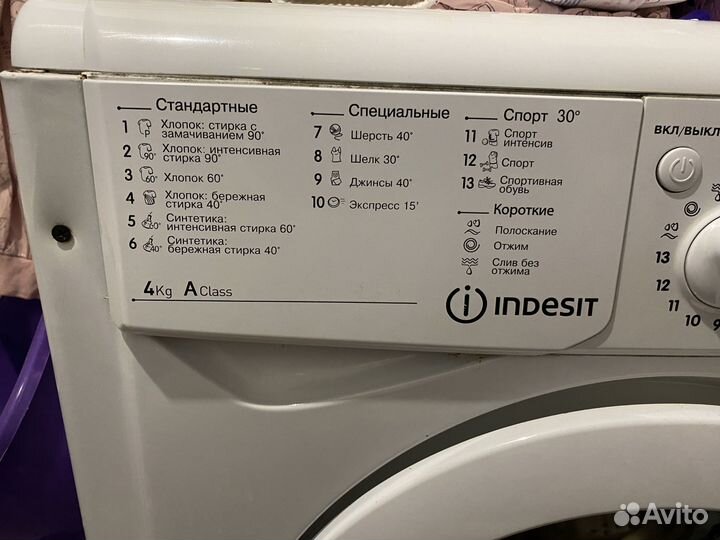 Стандартные
1 Хлопок: стирка с
замачиванием 90°
2 Хлопок: интенсивная
стирка 90°
3 Хлопок 60°
4 Хлопок: бережная
стирка 40°
5 Синтетика:
интенсивная стирка 60°
6 Синтетика:
бережная стирка 40°
Специальные
7 Шерсть 40°
8 Шелк 30°
9 Джинсы 40°
10 Экспресс 15'
Спорт 30°
11 Спорт
интенсив
12 Спорт
13 Спортивная
обувь
Короткие
Полоскание
Отжим
Слив без
отжима
4Kg A Class
INDESIT
ВКЛ/ВЫКЛ
13
12
11
10
9
Avito